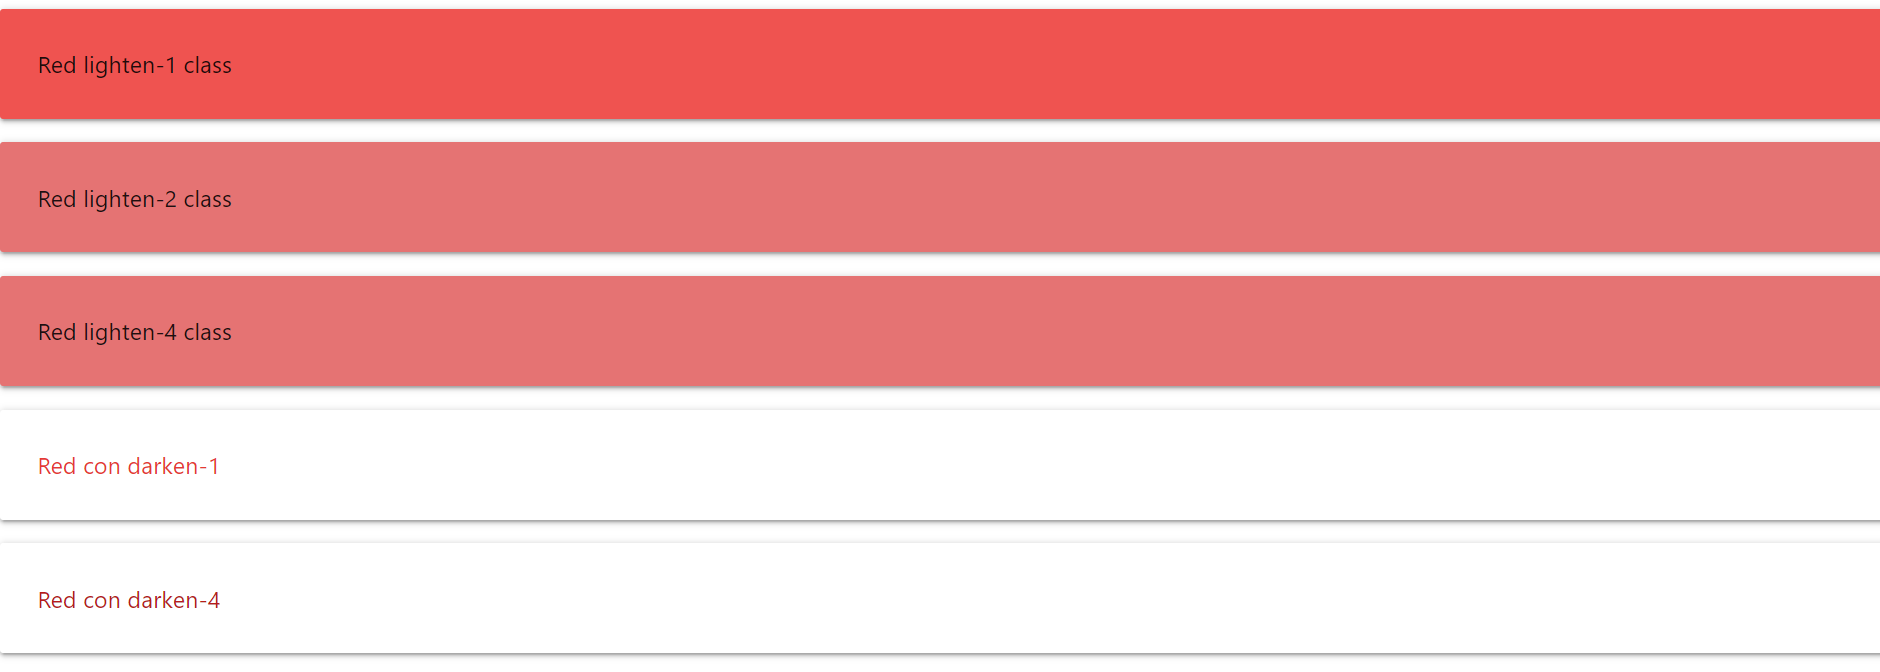 Red lighten-1 class
Red lighten-2 class
Red lighten-4 class
Red con darken-1
Red con darken-4